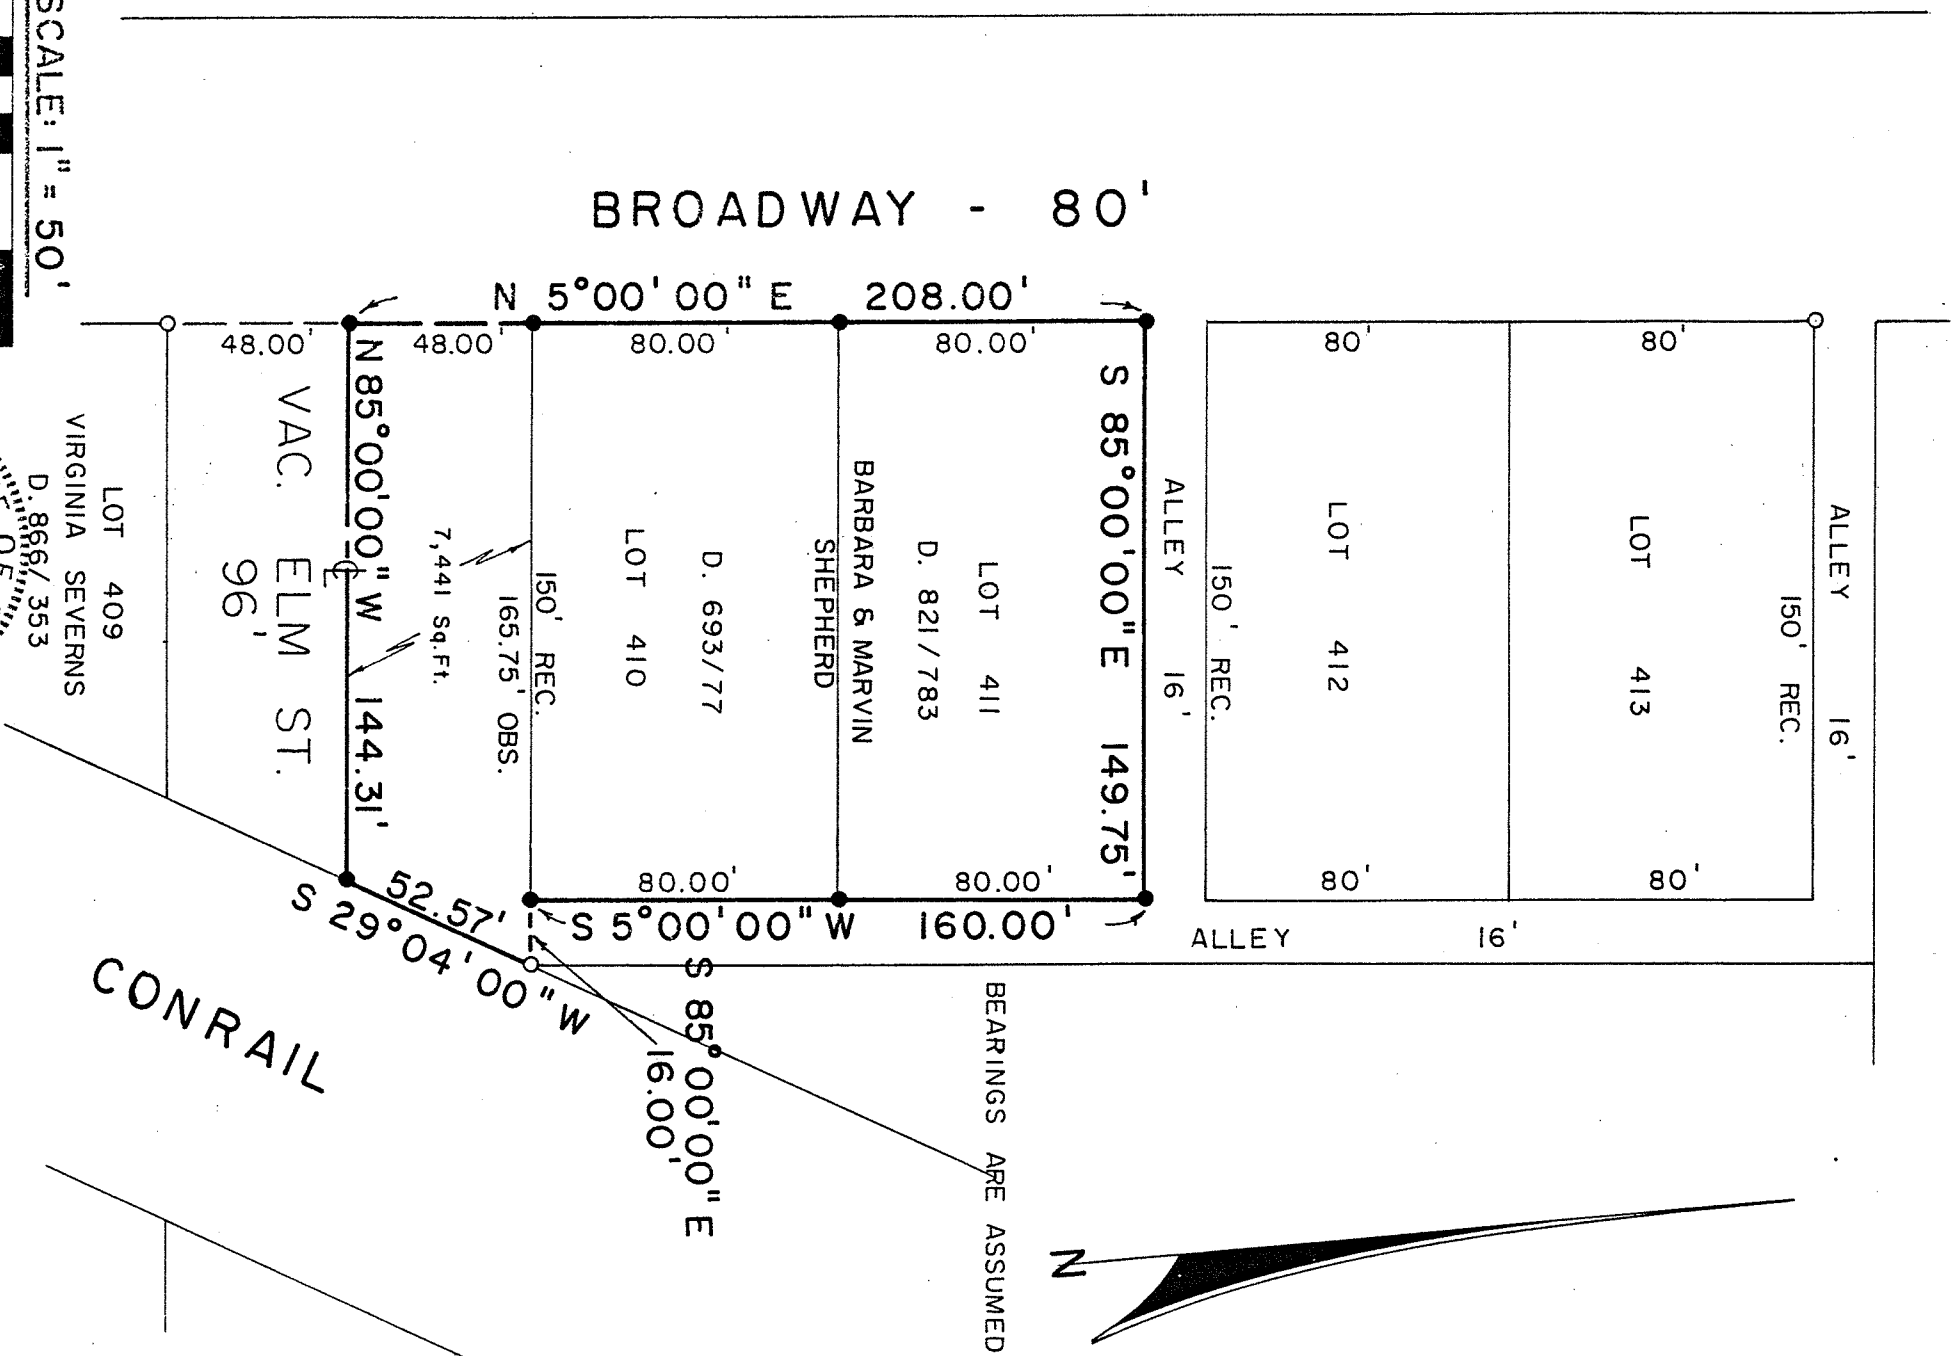 SCALE: 1" = 50'
BROADWAY - 80'
N 5°00'00" E 208.00'
48.00'
48.00'
80.00'
80.00'
80'
80'
N 85°00'00" W 144.31'
S 85°00'00" E 149.75'
VAC. ELM ST.
96'
℄
LOT 409
VIRGINIA SEVERNS
D. 866/353
7,441 Sq.Ft.
150' REC.
165.75' OBS.
LOT 410
D. 693/77
BARBARA & MARVIN
SHEPHERD
D. 821/783
LOT 411
ALLEY 16'
150' REC.
LOT 412
LOT 413
150' REC.
ALLEY 16'
80.00'
80.00'
80'
80'
S 5°00'00" W 160.00'
ALLEY 16'
52.57'
S 29°04'00" W
S 85°00'00" E
16.00'
CONRAIL
BEARINGS ARE ASSUMED
N